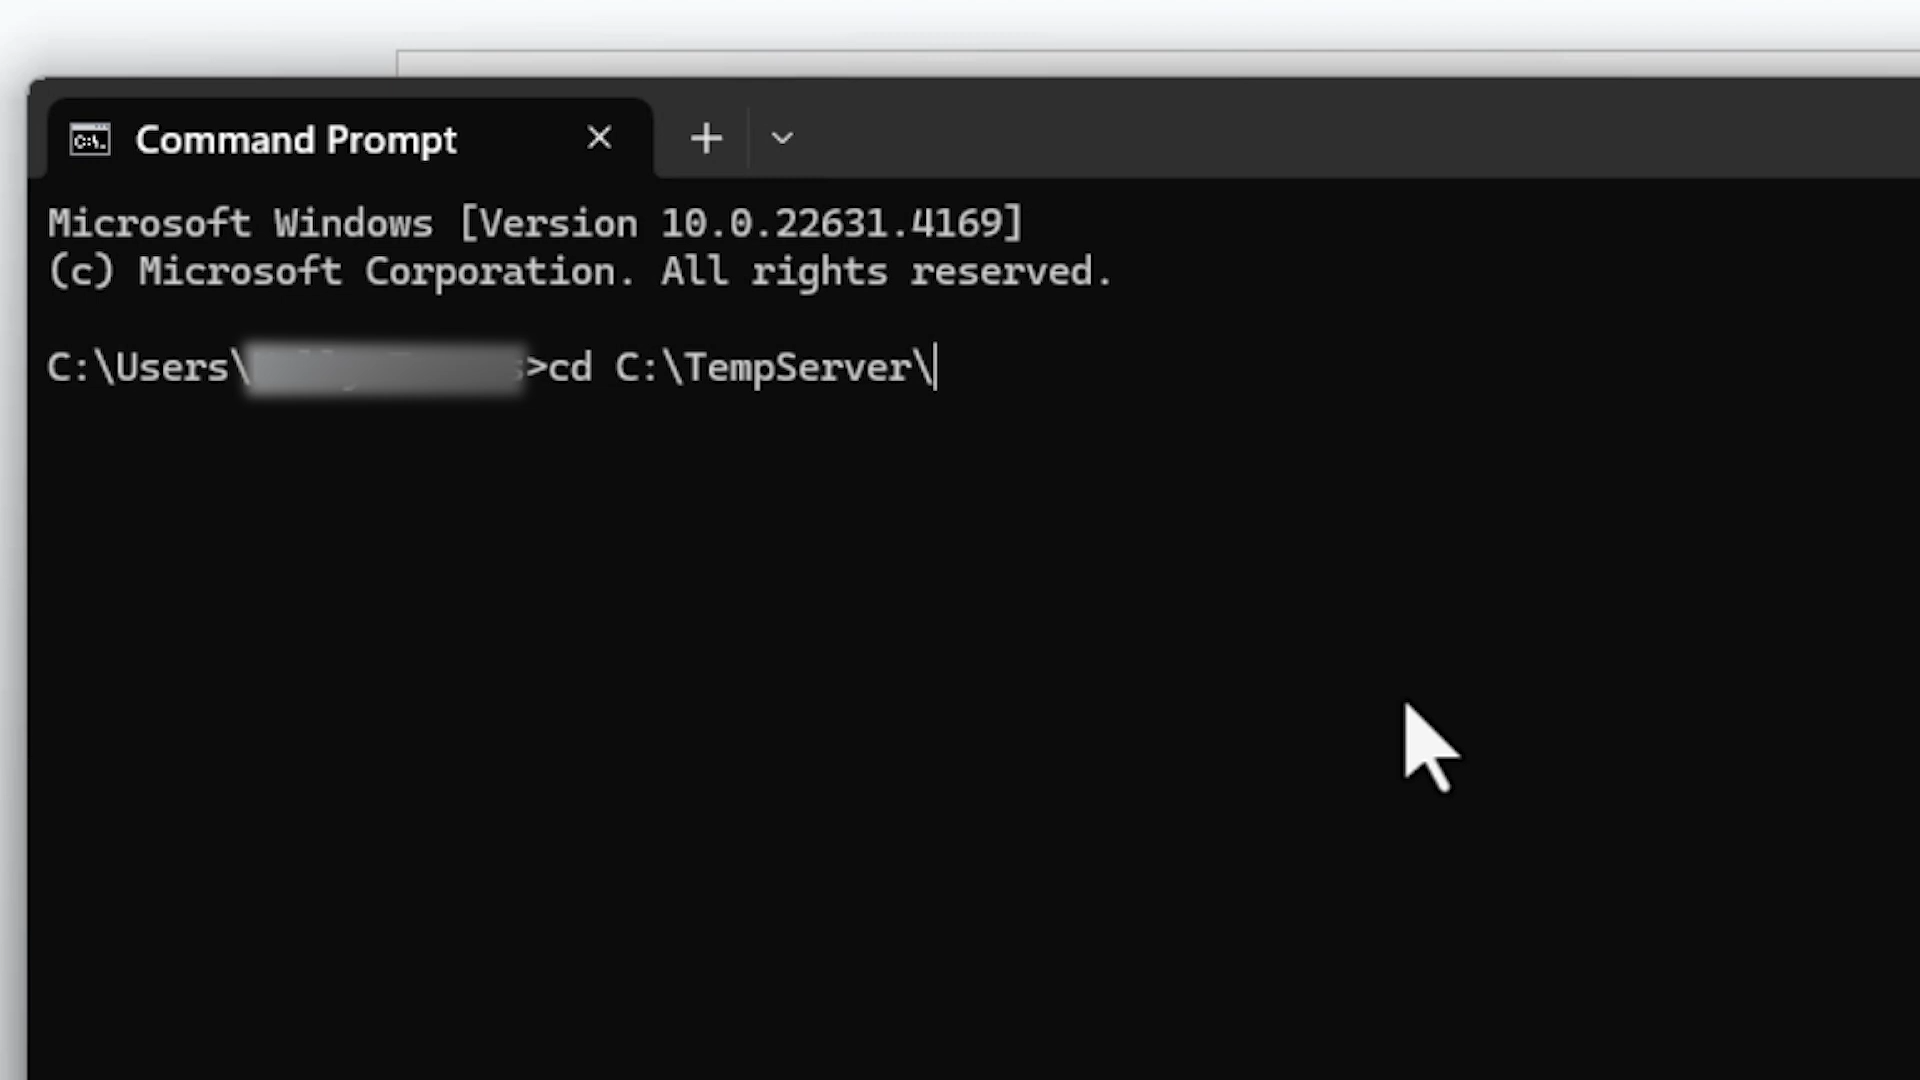 Command Prompt
Microsoft Windows [Version 10.0.22631.4169]
(c) Microsoft Corporation. All rights reserved.
C:\Users\ >cd C:\TempServer\